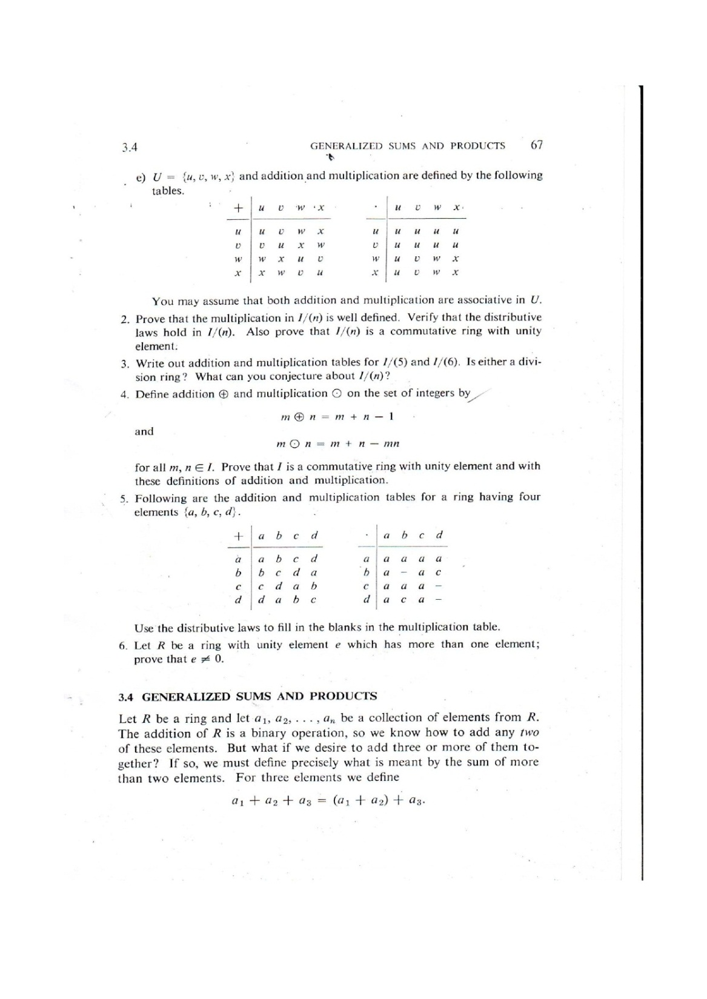 3.4 GENERALIZED SUMS AND PRODUCTS 67
e) U = {u, v, w, x} and addition and multiplication are defined by the following
tables.
+ u v w x · u v w x
u u v w x u u u u u
v v u x w v u u u u
w w x u v w u v w x
x x w v u x u v w x
You may assume that both addition and multiplication are associative in U.
2. Prove that the multiplication in I/(n) is well defined. Verify that the distributive
laws hold in I/(n). Also prove that I/(n) is a commutative ring with unity
element.
3. Write out addition and multiplication tables for I/(5) and I/(6). Is either a divi-
sion ring? What can you conjecture about I/(n)?
4. Define addition ⊕ and multiplication ⊙ on the set of integers by
m ⊕ n = m + n − 1
and
m ⊙ n = m + n − mn
for all m, n ∈ I. Prove that I is a commutative ring with unity element and with
these definitions of addition and multiplication.
5. Following are the addition and multiplication tables for a ring having four
elements {a, b, c, d}.
+ a b c d · a b c d
a a b c d a a a a a
b b c d a b a − a c
c c d a b c a a a −
d d a b c d a c a −
Use the distributive laws to fill in the blanks in the multiplication table.
6. Let R be a ring with unity element e which has more than one element;
prove that e ≠ 0.
3.4 GENERALIZED SUMS AND PRODUCTS
Let R be a ring and let a₁, a₂, . . . , aₙ be a collection of elements from R.
The addition of R is a binary operation, so we know how to add any two
of these elements. But what if we desire to add three or more of them to-
gether? If so, we must define precisely what is meant by the sum of more
than two elements. For three elements we define
a₁ + a₂ + a₃ = (a₁ + a₂) + a₃.